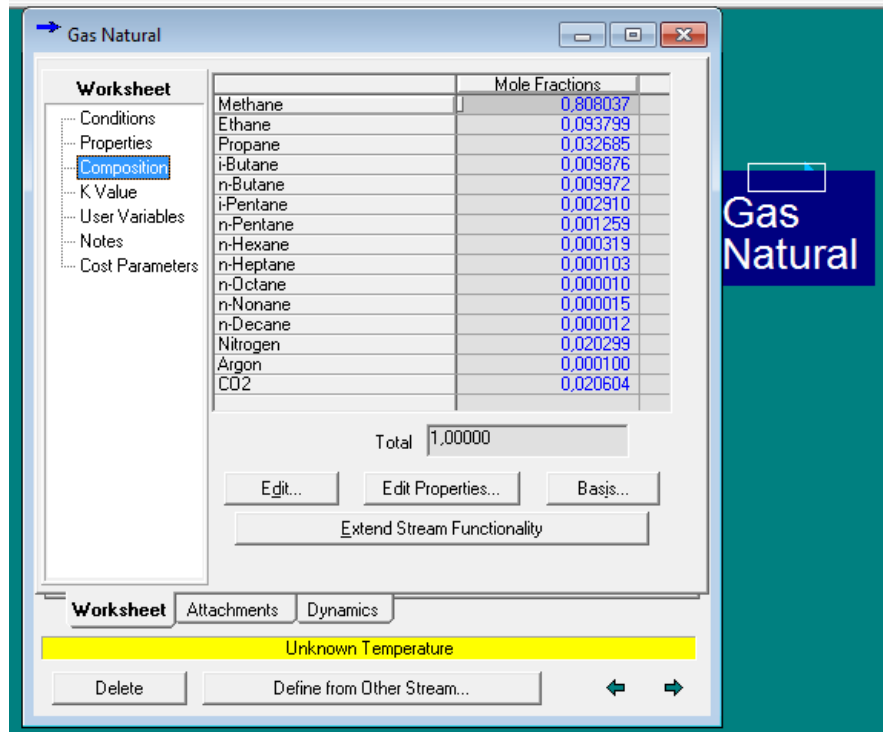 Gas Natural
Worksheet
Conditions
Properties
Composition
K Value
User Variables
Notes
Cost Parameters
Mole Fractions
Methane 0,808037
Ethane 0,093799
Propane 0,032685
i-Butane 0,009876
n-Butane 0,009972
i-Pentane 0,002910
n-Pentane 0,001259
n-Hexane 0,000319
n-Heptane 0,000103
n-Octane 0,000010
n-Nonane 0,000015
n-Decane 0,000012
Nitrogen 0,020299
Argon 0,000100
CO2 0,020604
Total 1,00000
Edit... Edit Properties... Basis...
Extend Stream Functionality
Worksheet Attachments Dynamics
Unknown Temperature
Delete Define from Other Stream...
Gas
Natural